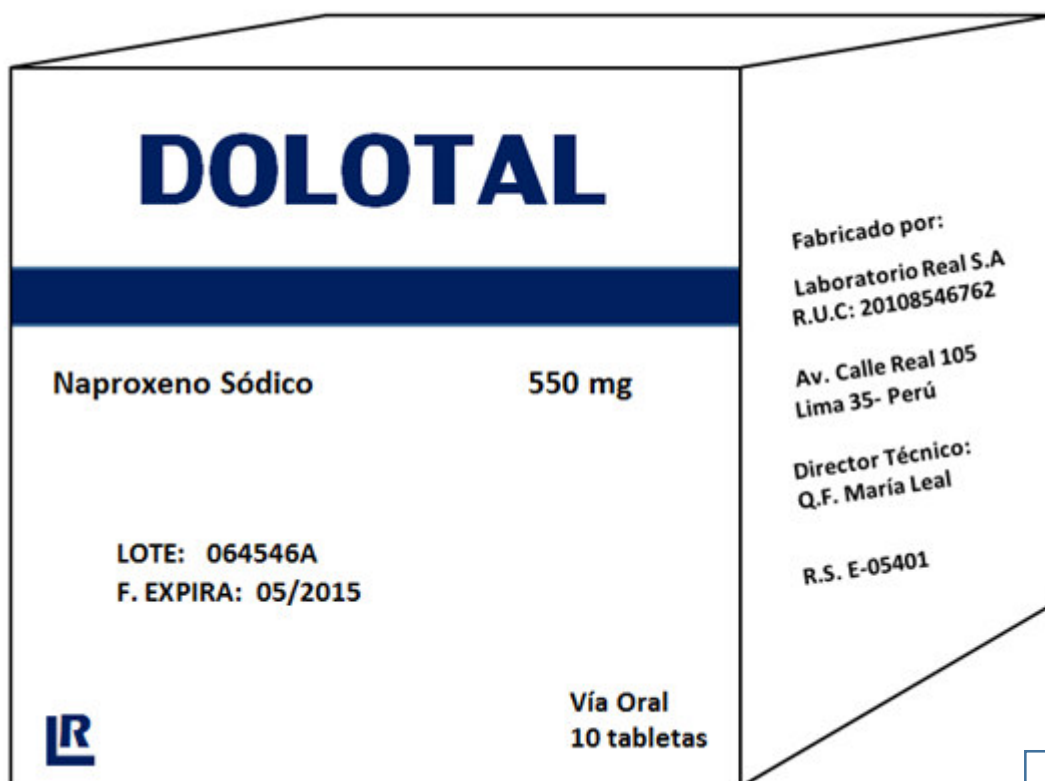 DOLOTAL
Naproxeno Sódico 550 mg
LOTE: 064546A
F. EXPIRA: 05/2015
LR
Vía Oral
10 tabletas
Fabricado por:
Laboratorio Real S.A
R.U.C: 20108546762
Av. Calle Real 105
Lima 35- Perú
Director Técnico:
Q.F. María Leal
R.S. E-05401